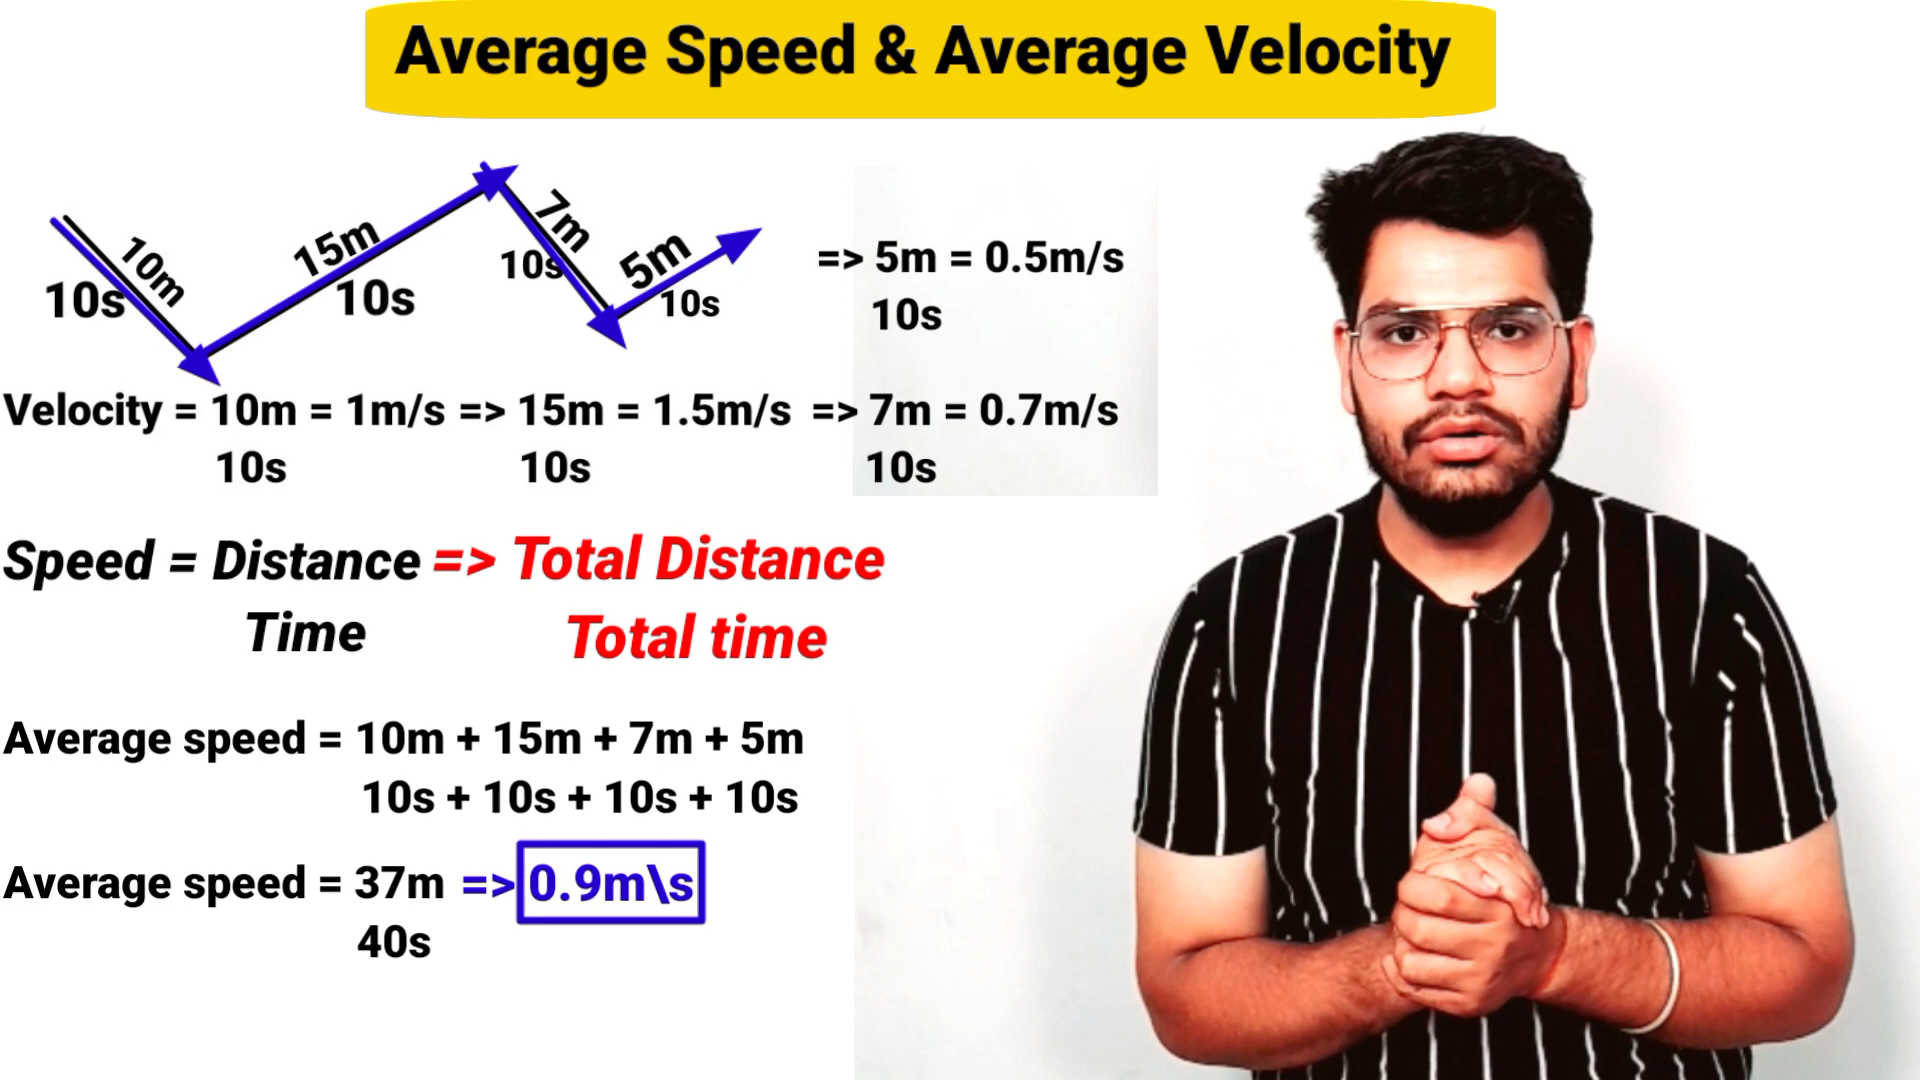 Average Speed & Average Velocity
10m
10s
15m
10s
7m
10s
5m
10s
=> 5m = 0.5m/s
10s
Velocity = 10m = 1m/s => 15m = 1.5m/s => 7m = 0.7m/s
10s 10s 10s
Speed = Distance => Total Distance
Time Total time
Average speed = 10m + 15m + 7m + 5m
10s + 10s + 10s + 10s
Average speed = 37m => 0.9m\s
40s